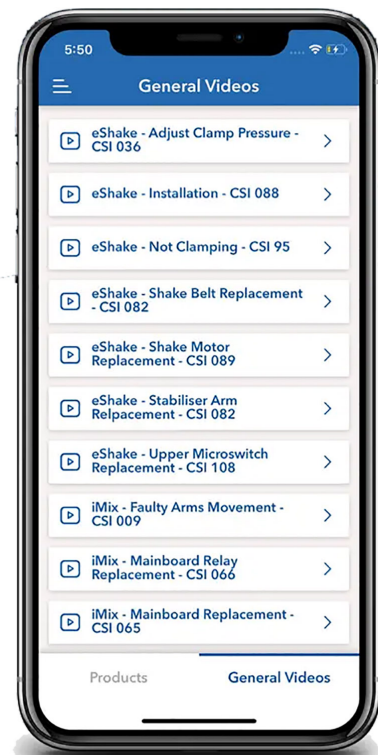 5:50
General Videos
eShake - Adjust Clamp Pressure -
CSI 036
eShake - Installation - CSI 088
eShake - Not Clamping - CSI 95
eShake - Shake Belt Replacement
- CSI 082
eShake - Shake Motor
Replacement - CSI 089
eShake - Stabiliser Arm
Relpacement - CSI 082
eShake - Upper Microswitch
Replacement - CSI 108
iMix - Faulty Arms Movement -
CSI 009
iMix - Mainboard Relay
Replacement - CSI 066
iMix - Mainboard Replacement -
CSI 065
Products
General Videos